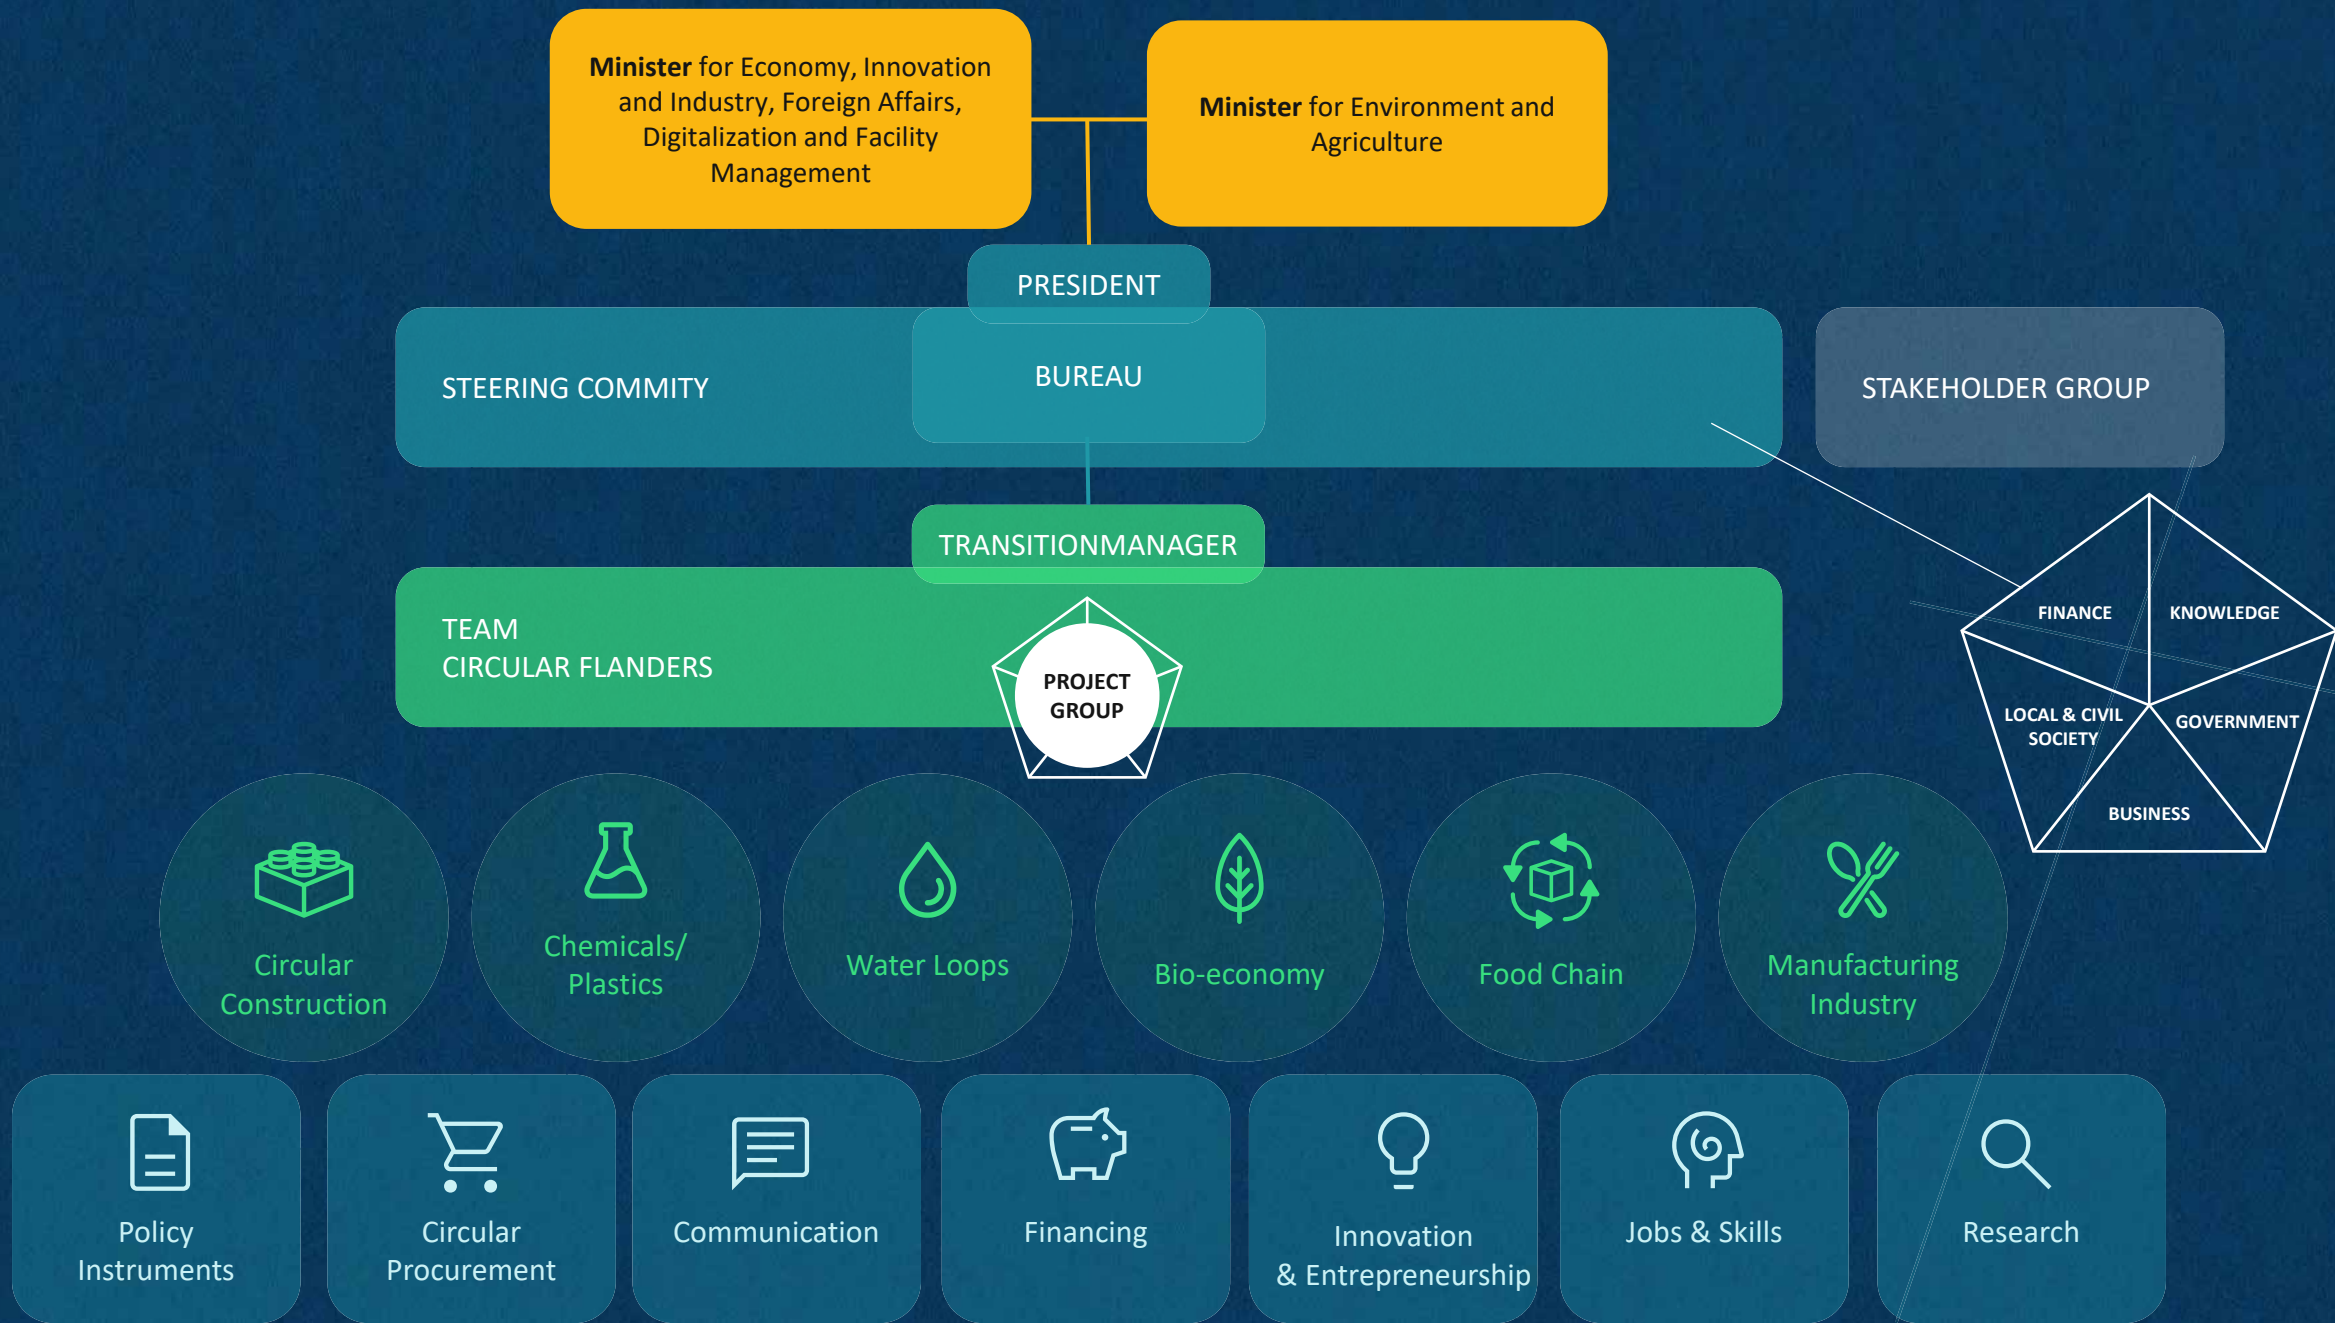 Minister for Economy, Innovation
and Industry, Foreign Affairs,
Digitalization and Facility
Management
Minister for Environment and
Agriculture
PRESIDENT
STEERING COMMITY
BUREAU
STAKEHOLDER GROUP
TRANSITIONMANAGER
TEAM
CIRCULAR FLANDERS
PROJECT
GROUP
FINANCE
KNOWLEDGE
LOCAL & CIVIL
SOCIETY
GOVERNMENT
BUSINESS
Circular
Construction
Chemicals/
Plastics
Water Loops
Bio-economy
Food Chain
Manufacturing
Industry
Policy
Instruments
Circular
Procurement
Communication
Financing
Innovation
& Entrepreneurship
Jobs & Skills
Research